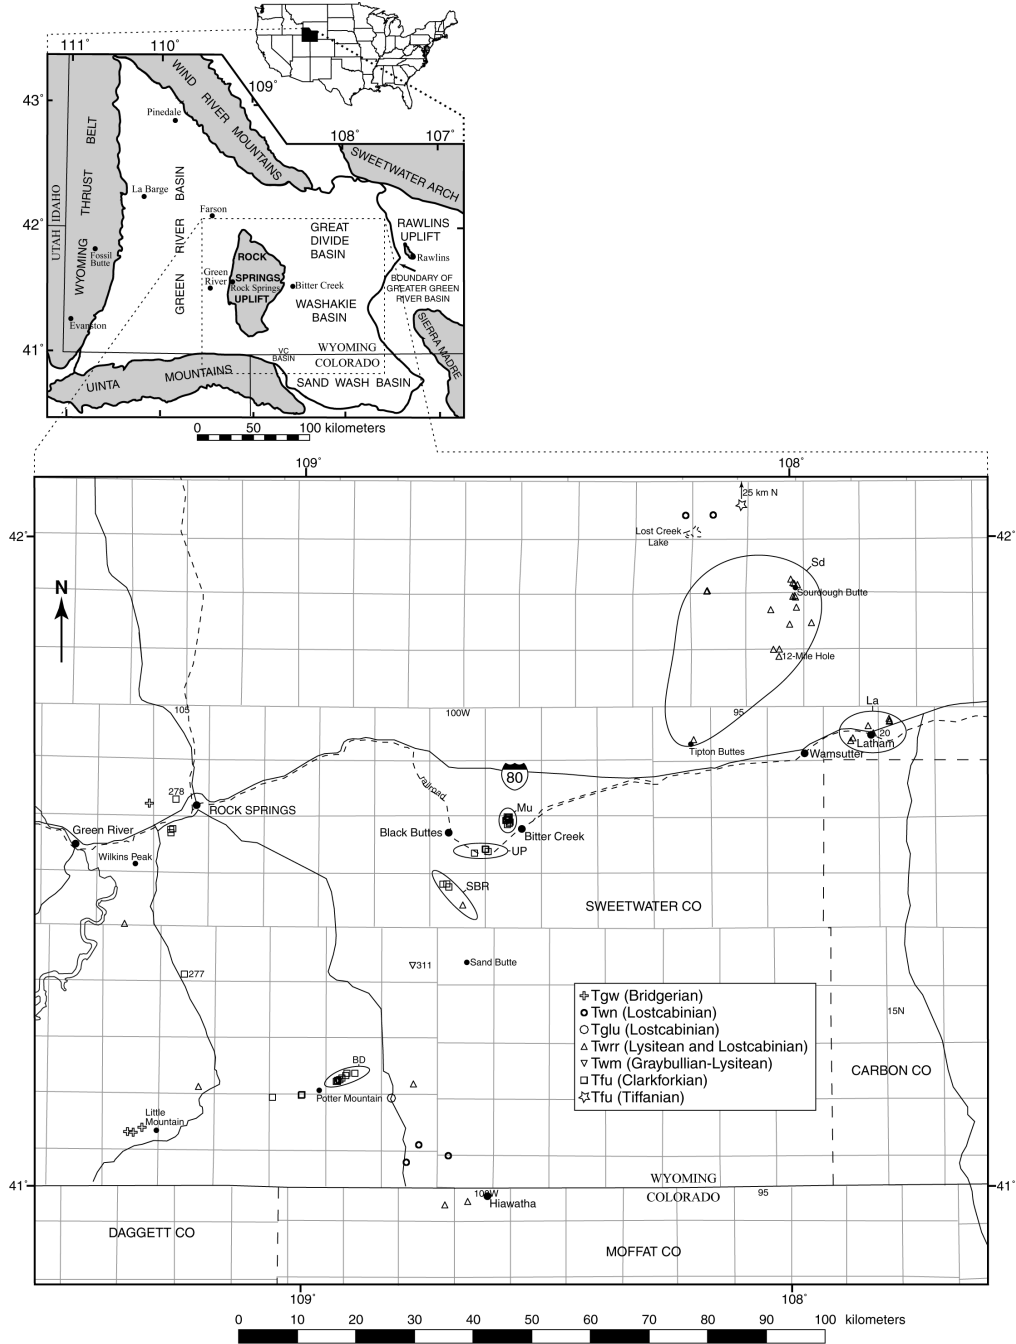 111°
110°
109°
108°
107°
43°
42°
41°
WIND RIVER MOUNTAINS
SWEETWATER ARCH
Pinedale
WYOMING THRUST BELT
UTAH
IDAHO
La Barge
GREEN RIVER BASIN
Farson
GREAT
DIVIDE
BASIN
RAWLINS
UPLIFT
Rawlins
Fossil
Butte
ROCK
SPRINGS
Rock Springs
UPLIFT
Green
River
Bitter Creek
BOUNDARY OF
GREATER GREEN
RIVER BASIN
WASHAKIE
BASIN
Evanston
SIERRA MADRE
VC
BASIN
WYOMING
COLORADO
UINTA MOUNTAINS
SAND WASH BASIN
0 50 100 kilometers
109°
108°
42°
42°
25 km N
Lost Creek
Lake
Sd
Sourdough Butte
N
12-Mile Hole
105
100W
95
La
20
Latham
Tipton Buttes
Wamsutter
80
railroad
278
ROCK SPRINGS
Mu
Green River
Black Buttes
Bitter Creek
UP
Wilkins Peak
SBR
SWEETWATER CO
277
311
Sand Butte
Tgw (Bridgerian)
Twn (Lostcabinian)
Tglu (Lostcabinian)
Twrr (Lysitean and Lostcabinian)
Twm (Graybullian-Lysitean)
Tfu (Clarkforkian)
Tfu (Tiffanian)
15N
CARBON CO
BD
Potter Mountain
Little
Mountain
41°
41°
WYOMING
COLORADO
100W
95
Hiawatha
DAGGETT CO
MOFFAT CO
109°
108°
0 10 20 30 40 50 60 70 80 90 100 kilometers